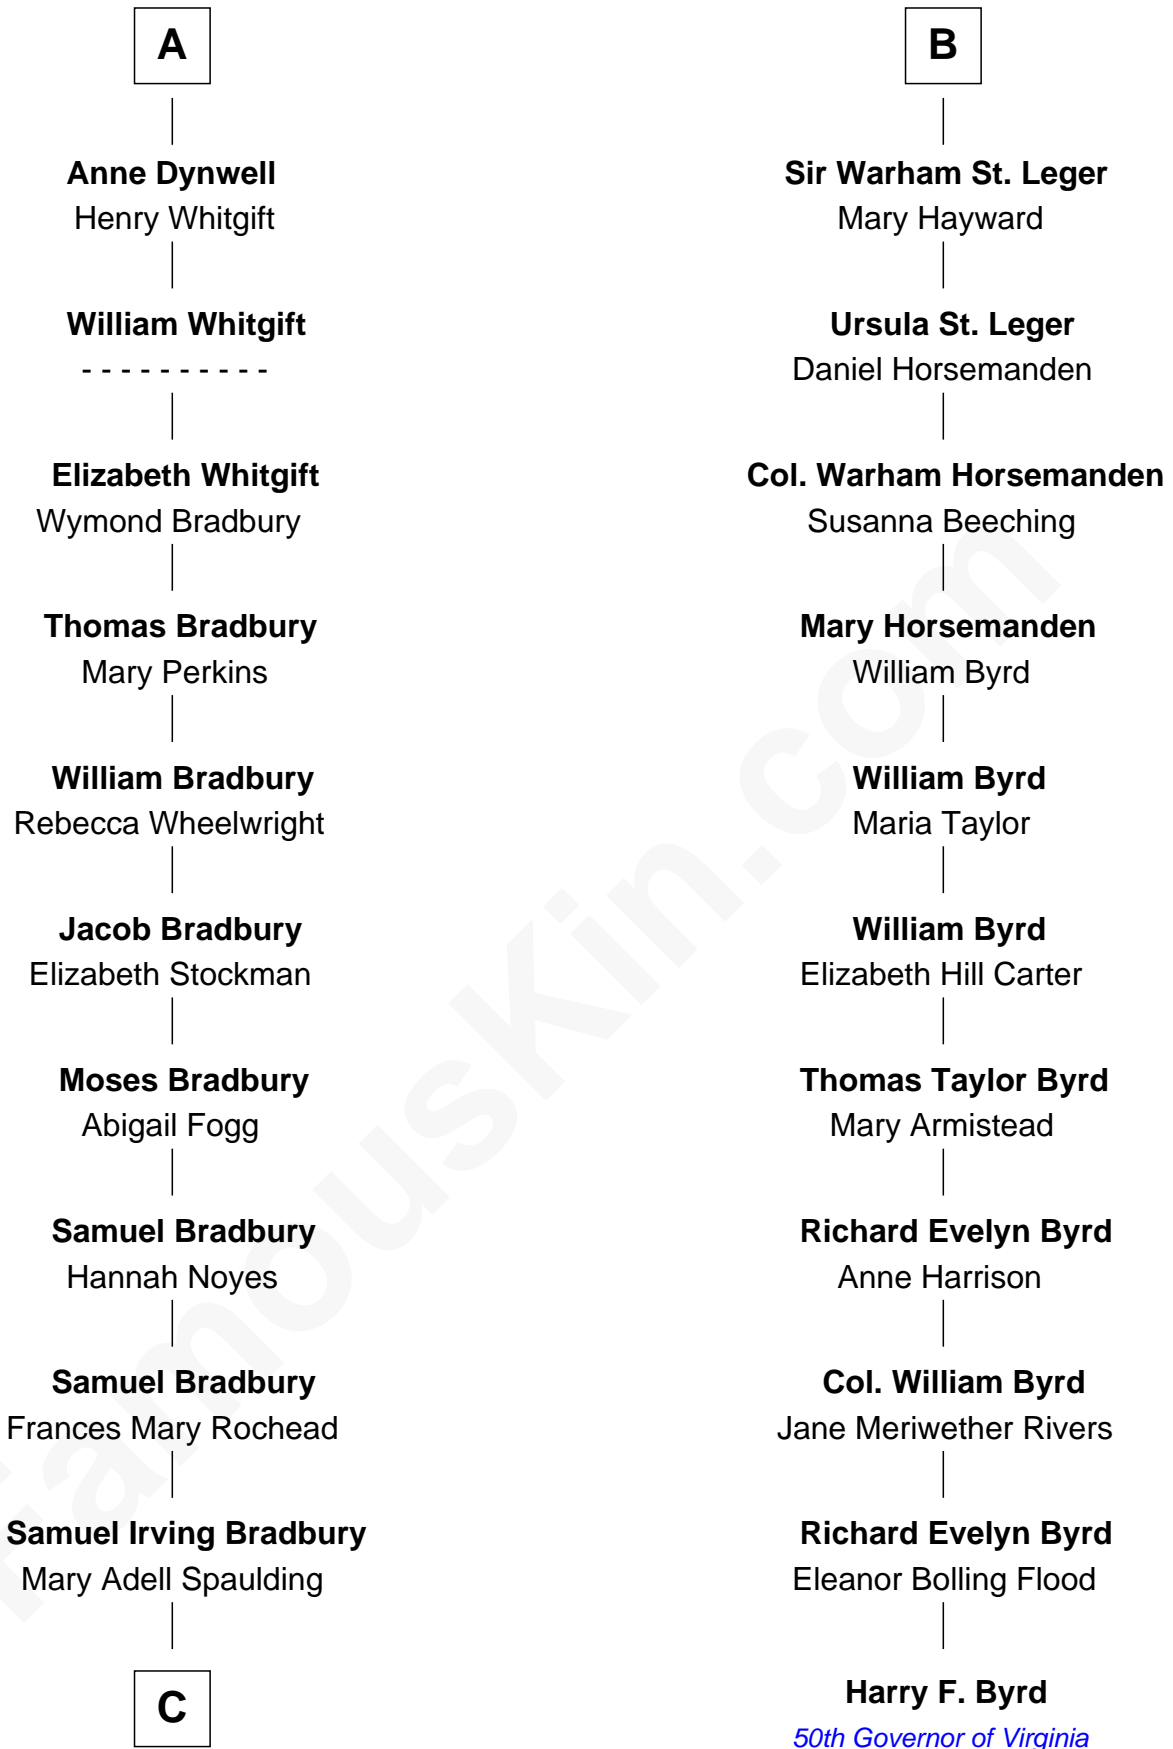 A
Anne Dynwell
Henry Whitgift
William Whitgift
- - - - - - - - - -
Elizabeth Whitgift
Wymond Bradbury
Thomas Bradbury
Mary Perkins
William Bradbury
Rebecca Wheelwright
Jacob Bradbury
Elizabeth Stockman
Moses Bradbury
Abigail Fogg
Samuel Bradbury
Hannah Noyes
Samuel Bradbury
Frances Mary Rochead
Samuel Irving Bradbury
Mary Adell Spaulding
C
B
Sir Warham St. Leger
Mary Hayward
Ursula St. Leger
Daniel Horsemanden
Col. Warham Horsemanden
Susanna Beeching
Mary Horsemanden
William Byrd
William Byrd
Maria Taylor
William Byrd
Elizabeth Hill Carter
Thomas Taylor Byrd
Mary Armistead
Richard Evelyn Byrd
Anne Harrison
Col. William Byrd
Jane Meriwether Rivers
Richard Evelyn Byrd
Eleanor Bolling Flood
Harry F. Byrd
50th Governor of Virginia
FamousKin.com